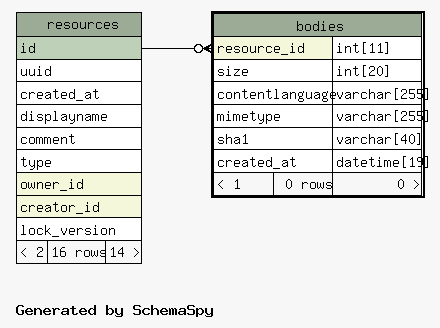 resources
id
uuid
created_at
displayname
comment
type
owner_id
creator_id
lock_version
< 2 16 rows 14 >
bodies
resource_id int[11]
size int[20]
contentlanguage varchar[255]
mimetype varchar[255]
sha1 varchar[40]
created_at datetime[19]
< 1 0 rows 0 >
Generated by SchemaSpy